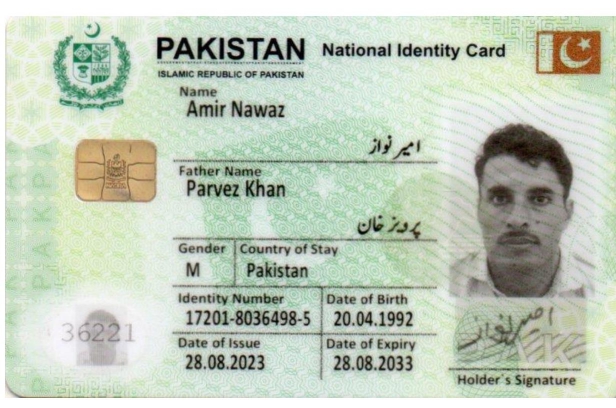 PAKISTAN National Identity Card
ISLAMIC REPUBLIC OF PAKISTAN
Name
Amir Nawaz
امیر نواز
Father Name
Parvez Khan
پرویز خان
Gender Country of Stay
M Pakistan
Identity Number Date of Birth
17201-8036498-5 20.04.1992
Date of Issue Date of Expiry
28.08.2023 28.08.2033
36221
امیر نواز
Holder's Signature